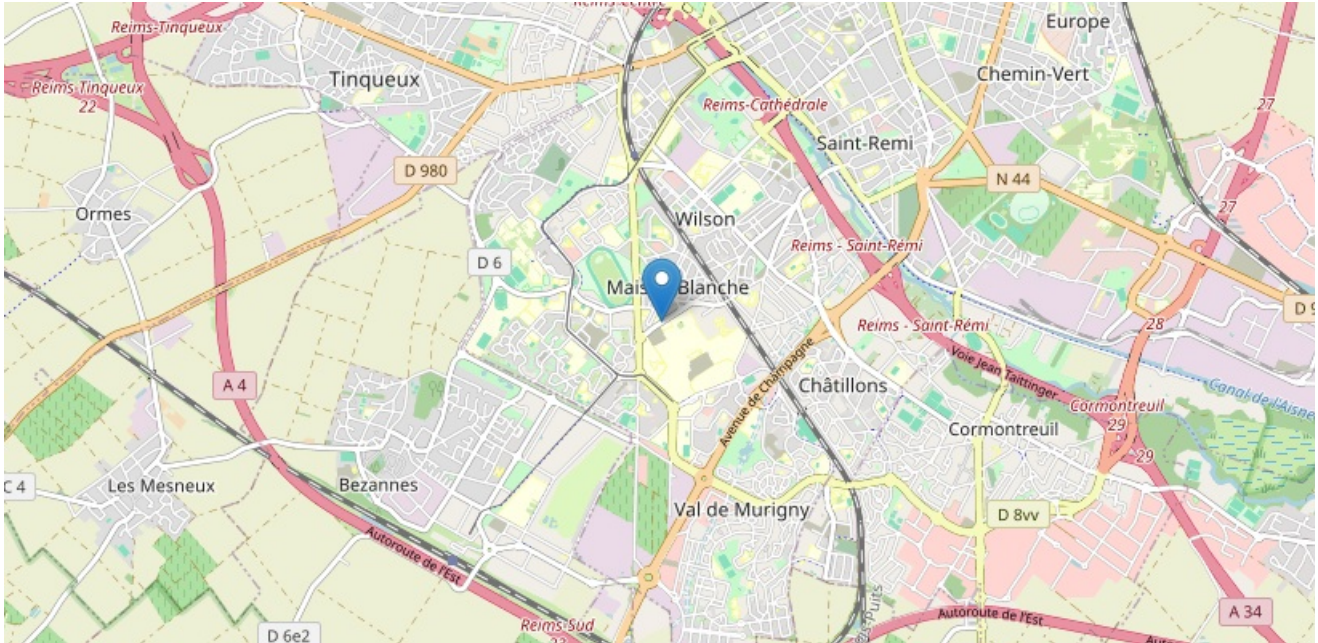 Reims-Centre
Reims-Tinqueux
Europe
Tinqueux
Chemin-Vert
Reims Tinqueux
22
Reims-Cathédrale
27
Saint-Remi
D 980
N 44
Ormes
Wilson
27
Reims - Saint-Rémi
D 6
Blanche
28
Reims - Saint-Rémi
Voie Jean Taittinger
A 4
Avenue de Champagne
Châtillons
Canal de l'Aisne
Cormontreuil
29
Cormontreuil
29
C 4
Les Mesneux
Bezannes
Val de Murigny
D 8vv
Autoroute de l'Est
A 34
Autoroute de l'Est
Reims-Sud
D 6e2